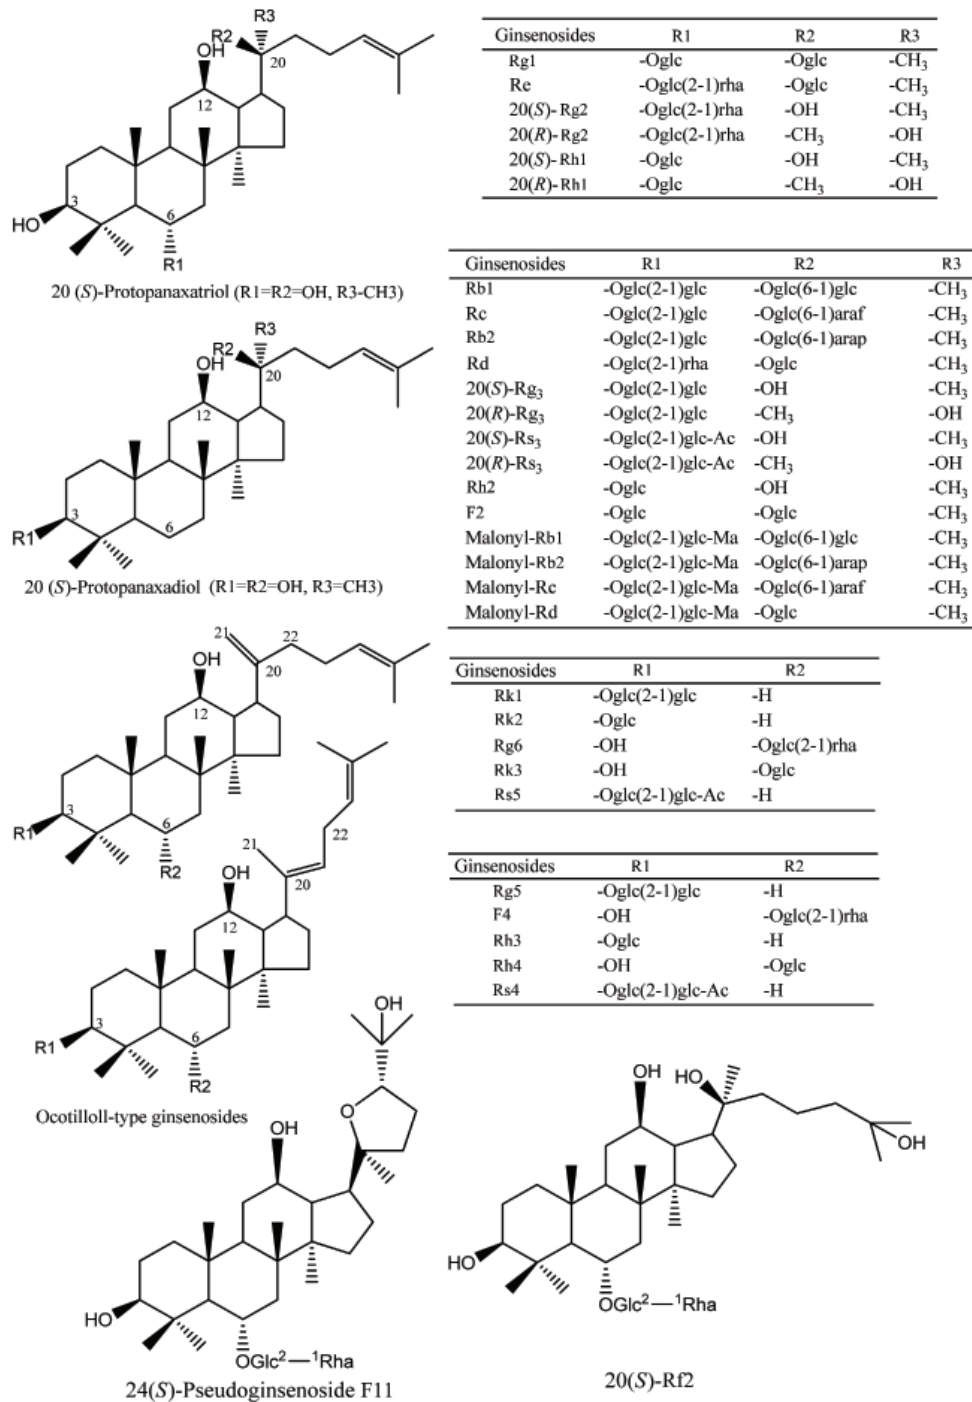 R3
R2
OH
20
12
3
6
HO
R1
20 (S)-Protopanaxatriol (R1=R2=OH, R3-CH3)
Ginsenosides R1 R2 R3
Rg1 -Oglc -Oglc -CH3
Re -Oglc(2-1)rha -Oglc -CH3
20(S)-Rg2 -Oglc(2-1)rha -OH -CH3
20(R)-Rg2 -Oglc(2-1)rha -CH3 -OH
20(S)-Rh1 -Oglc -OH -CH3
20(R)-Rh1 -Oglc -CH3 -OH
R3
R2
OH
20
12
3
6
R1
20 (S)-Protopanaxadiol (R1=R2=OH, R3=CH3)
Ginsenosides R1 R2 R3
Rb1 -Oglc(2-1)glc -Oglc(6-1)glc -CH3
Rc -Oglc(2-1)glc -Oglc(6-1)araf -CH3
Rb2 -Oglc(2-1)glc -Oglc(6-1)arap -CH3
Rd -Oglc(2-1)rha -Oglc -CH3
20(S)-Rg3 -Oglc(2-1)glc -OH -CH3
20(R)-Rg3 -Oglc(2-1)glc -CH3 -OH
20(S)-Rs3 -Oglc(2-1)glc-Ac -OH -CH3
20(R)-Rs3 -Oglc(2-1)glc-Ac -CH3 -OH
Rh2 -Oglc -OH -CH3
F2 -Oglc -Oglc -CH3
Malonyl-Rb1 -Oglc(2-1)glc-Ma -Oglc(6-1)glc -CH3
Malonyl-Rb2 -Oglc(2-1)glc-Ma -Oglc(6-1)arap -CH3
Malonyl-Rc -Oglc(2-1)glc-Ma -Oglc(6-1)araf -CH3
Malonyl-Rd -Oglc(2-1)glc-Ma -Oglc -CH3
21
22
OH
20
12
3
6
R1
R2
Ginsenosides R1 R2
Rk1 -Oglc(2-1)glc -H
Rk2 -Oglc -H
Rg6 -OH -Oglc(2-1)rha
Rk3 -OH -Oglc
Rs5 -Oglc(2-1)glc-Ac -H
22
21
OH
20
12
3
6
R1
R2
Ginsenosides R1 R2
Rg5 -Oglc(2-1)glc -H
F4 -OH -Oglc(2-1)rha
Rh3 -Oglc -H
Rh4 -OH -Oglc
Rs4 -Oglc(2-1)glc-Ac -H
Ocotilloll-type ginsenosides
OH
O
OH
HO
OGlc2—1Rha
24(S)-Pseudoginsenoside F11
OH
HO
OH
HO
OGlc2—1Rha
20(S)-Rf2